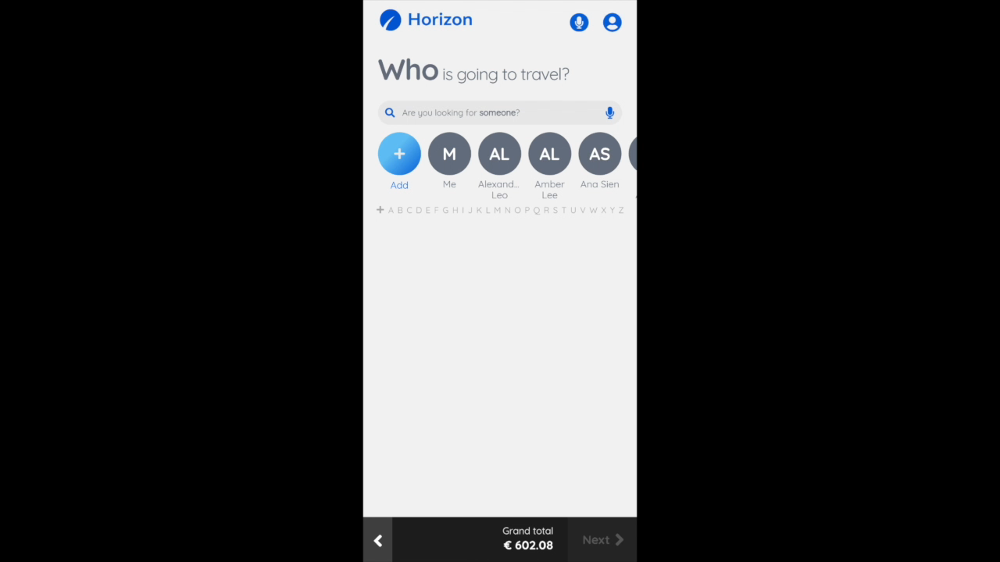 Horizon
Who is going to travel?
Are you looking for someone?
+ M AL AL AS
Add Me Alexand... Amber Ana Sien
Leo Lee
+ A B C D E F G H I J K L M N O P Q R S T U V W X Y Z
Grand total
€ 602.08
Next